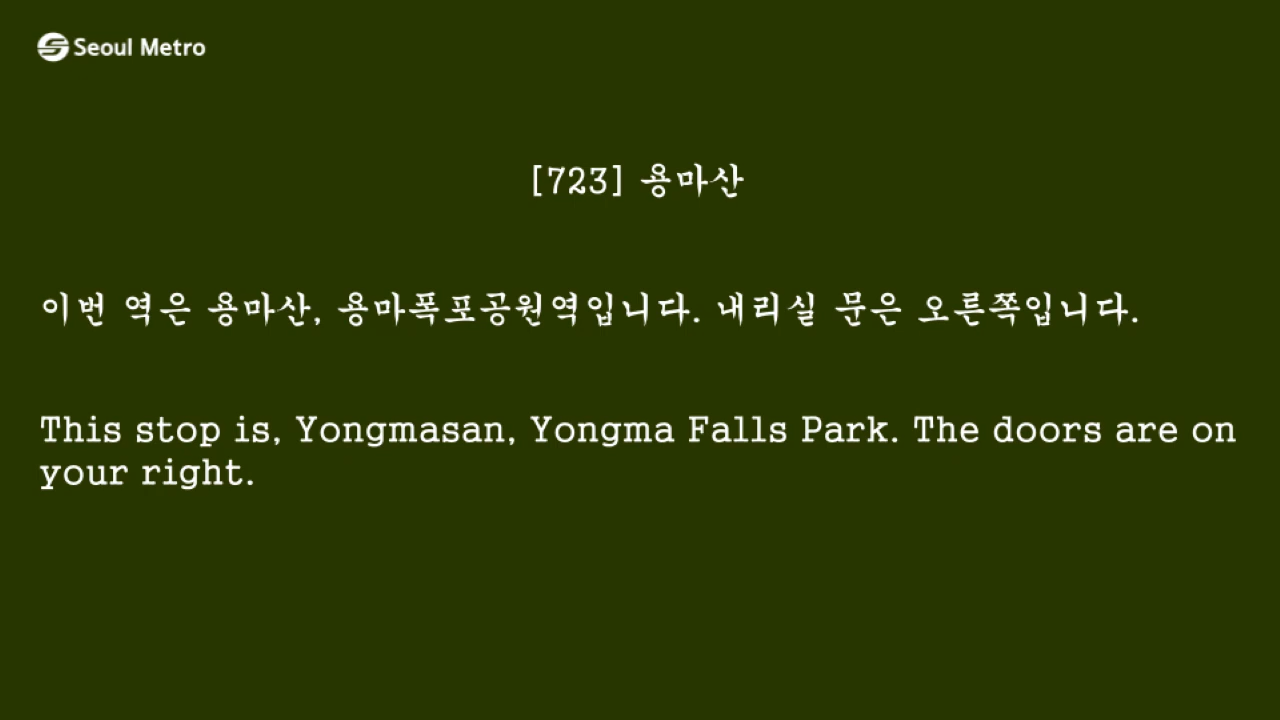 Seoul Metro
[723] 용마산
이번 역은 용마산, 용마폭포공원역입니다. 내리실 문은 오른쪽입니다.
This stop is, Yongmasan, Yongma Falls Park. The doors are on
your right.